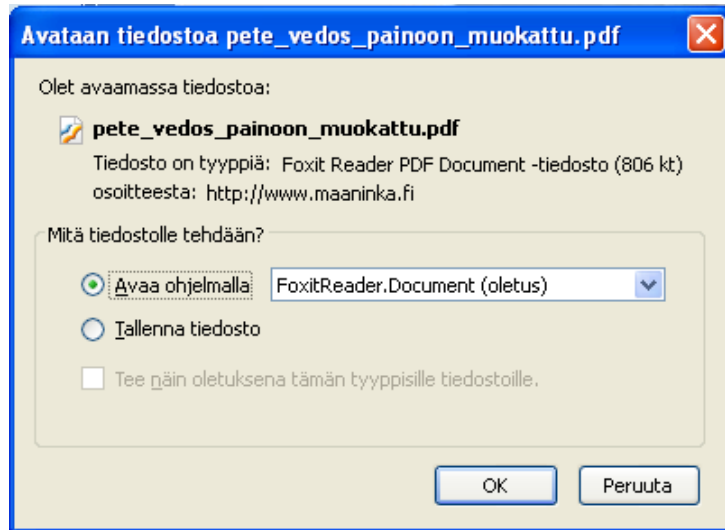 Avataan tiedostoa pete_vedos_painoon_muokattu.pdf
Olet avaamassa tiedostoa:
pete_vedos_painoon_muokattu.pdf
Tiedosto on tyyppiä: Foxit Reader PDF Document -tiedosto (806 kt)
osoitteesta: http://www.maaninka.fi
Mitä tiedostolle tehdään?
Avaa ohjelmalla FoxitReader.Document (oletus)
Tallenna tiedosto
Tee näin oletuksena tämän tyyppisille tiedostoille.
OK Peruuta